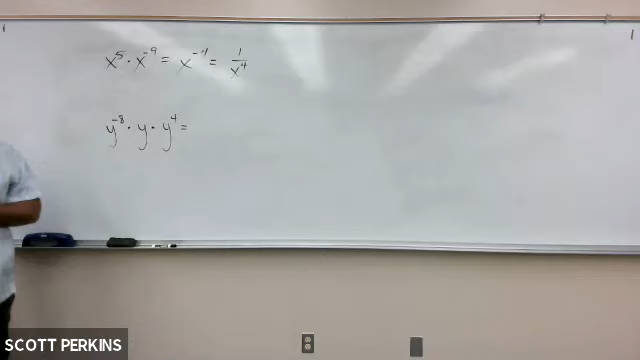 x⁵ · x⁻⁹ = x⁻⁴ = 1/x⁴
y⁻⁸ · y · y⁴ =
SCOTT PERKINS